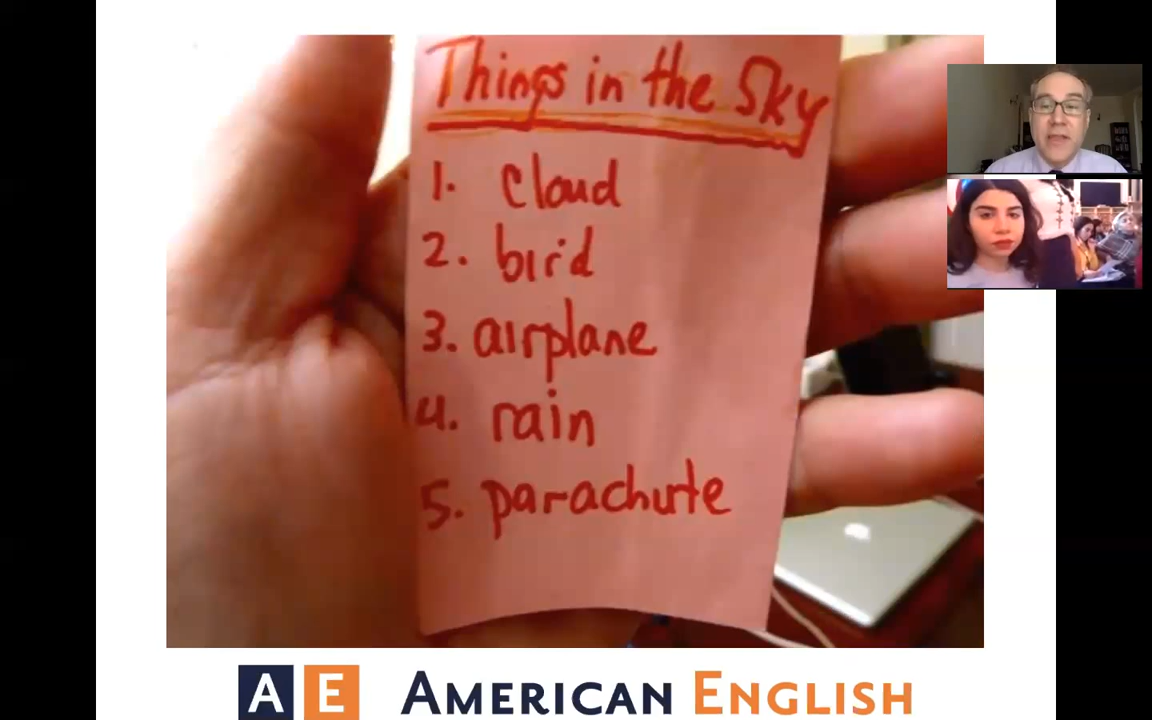 Things in the Sky
1. cloud
2. bird
3. airplane
4. rain
5. parachute
AE AMERICAN ENGLISH